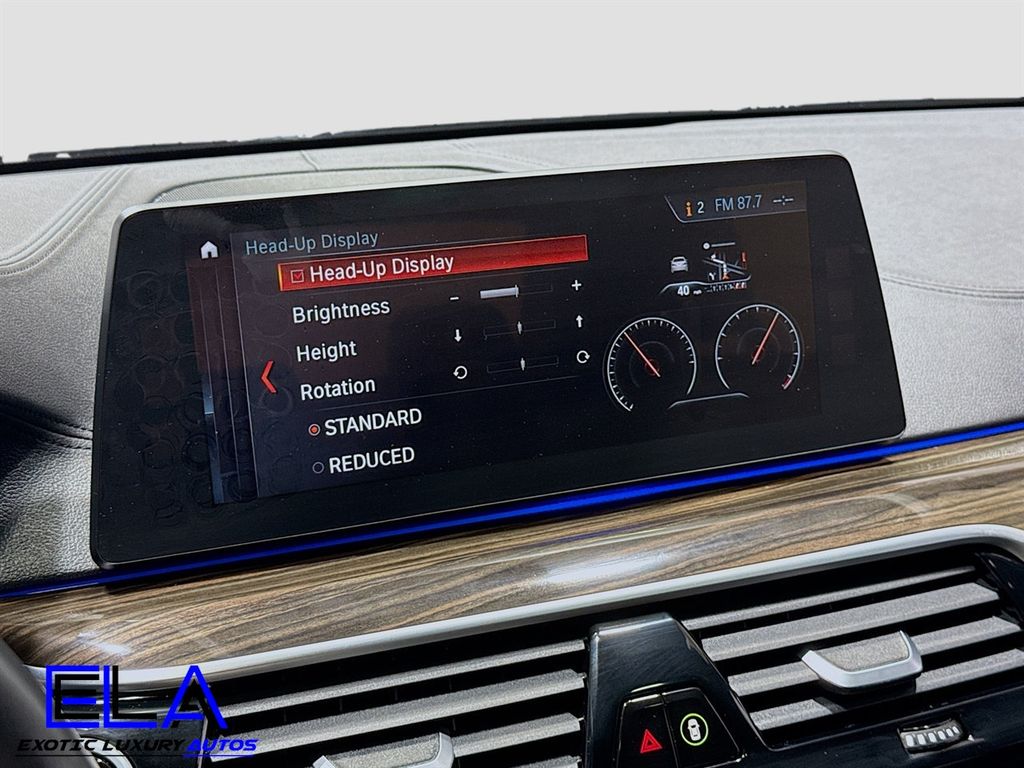 i 2 FM 87.7
Head-Up Display
Head-Up Display
Brightness - +
Height
Rotation
STANDARD
REDUCED
40
ELA
EXOTIC LUXURY AUTOS